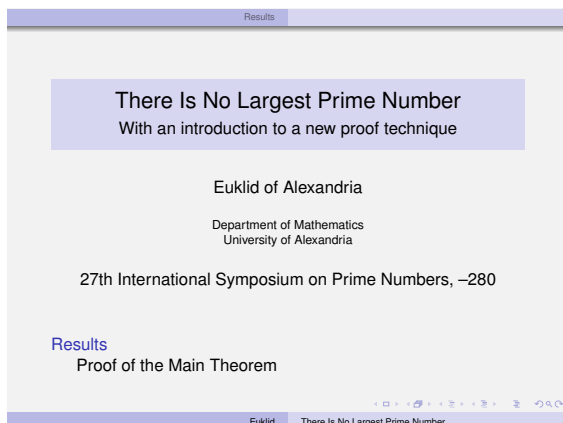 Results
There Is No Largest Prime Number
With an introduction to a new proof technique
Euklid of Alexandria
Department of Mathematics
University of Alexandria
27th International Symposium on Prime Numbers, –280
Results
Proof of the Main Theorem
Euklid There Is No Largest Prime Number